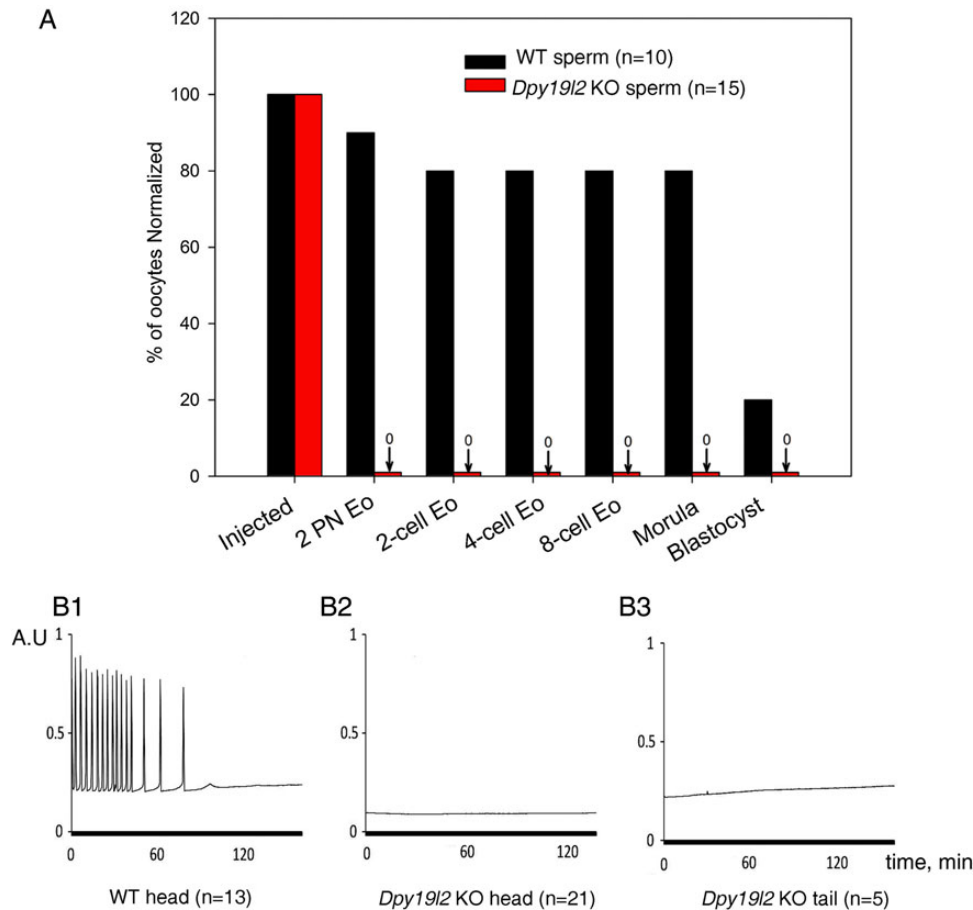 A
120
100
80
60
40
20
0
% of oocytes Normalized
WT sperm (n=10)
Dpy19l2 KO sperm (n=15)
0 0 0 0 0 0
Injected 2 PN Eo 2-cell Eo 4-cell Eo 8-cell Eo Morula Blastocyst
B1 B2 B3
A.U 1 1 1
0.5 0.5 0.5
0 0 0
0 60 120 0 60 120 0 60 120 time, min
WT head (n=13) Dpy19l2 KO head (n=21) Dpy19l2 KO tail (n=5)